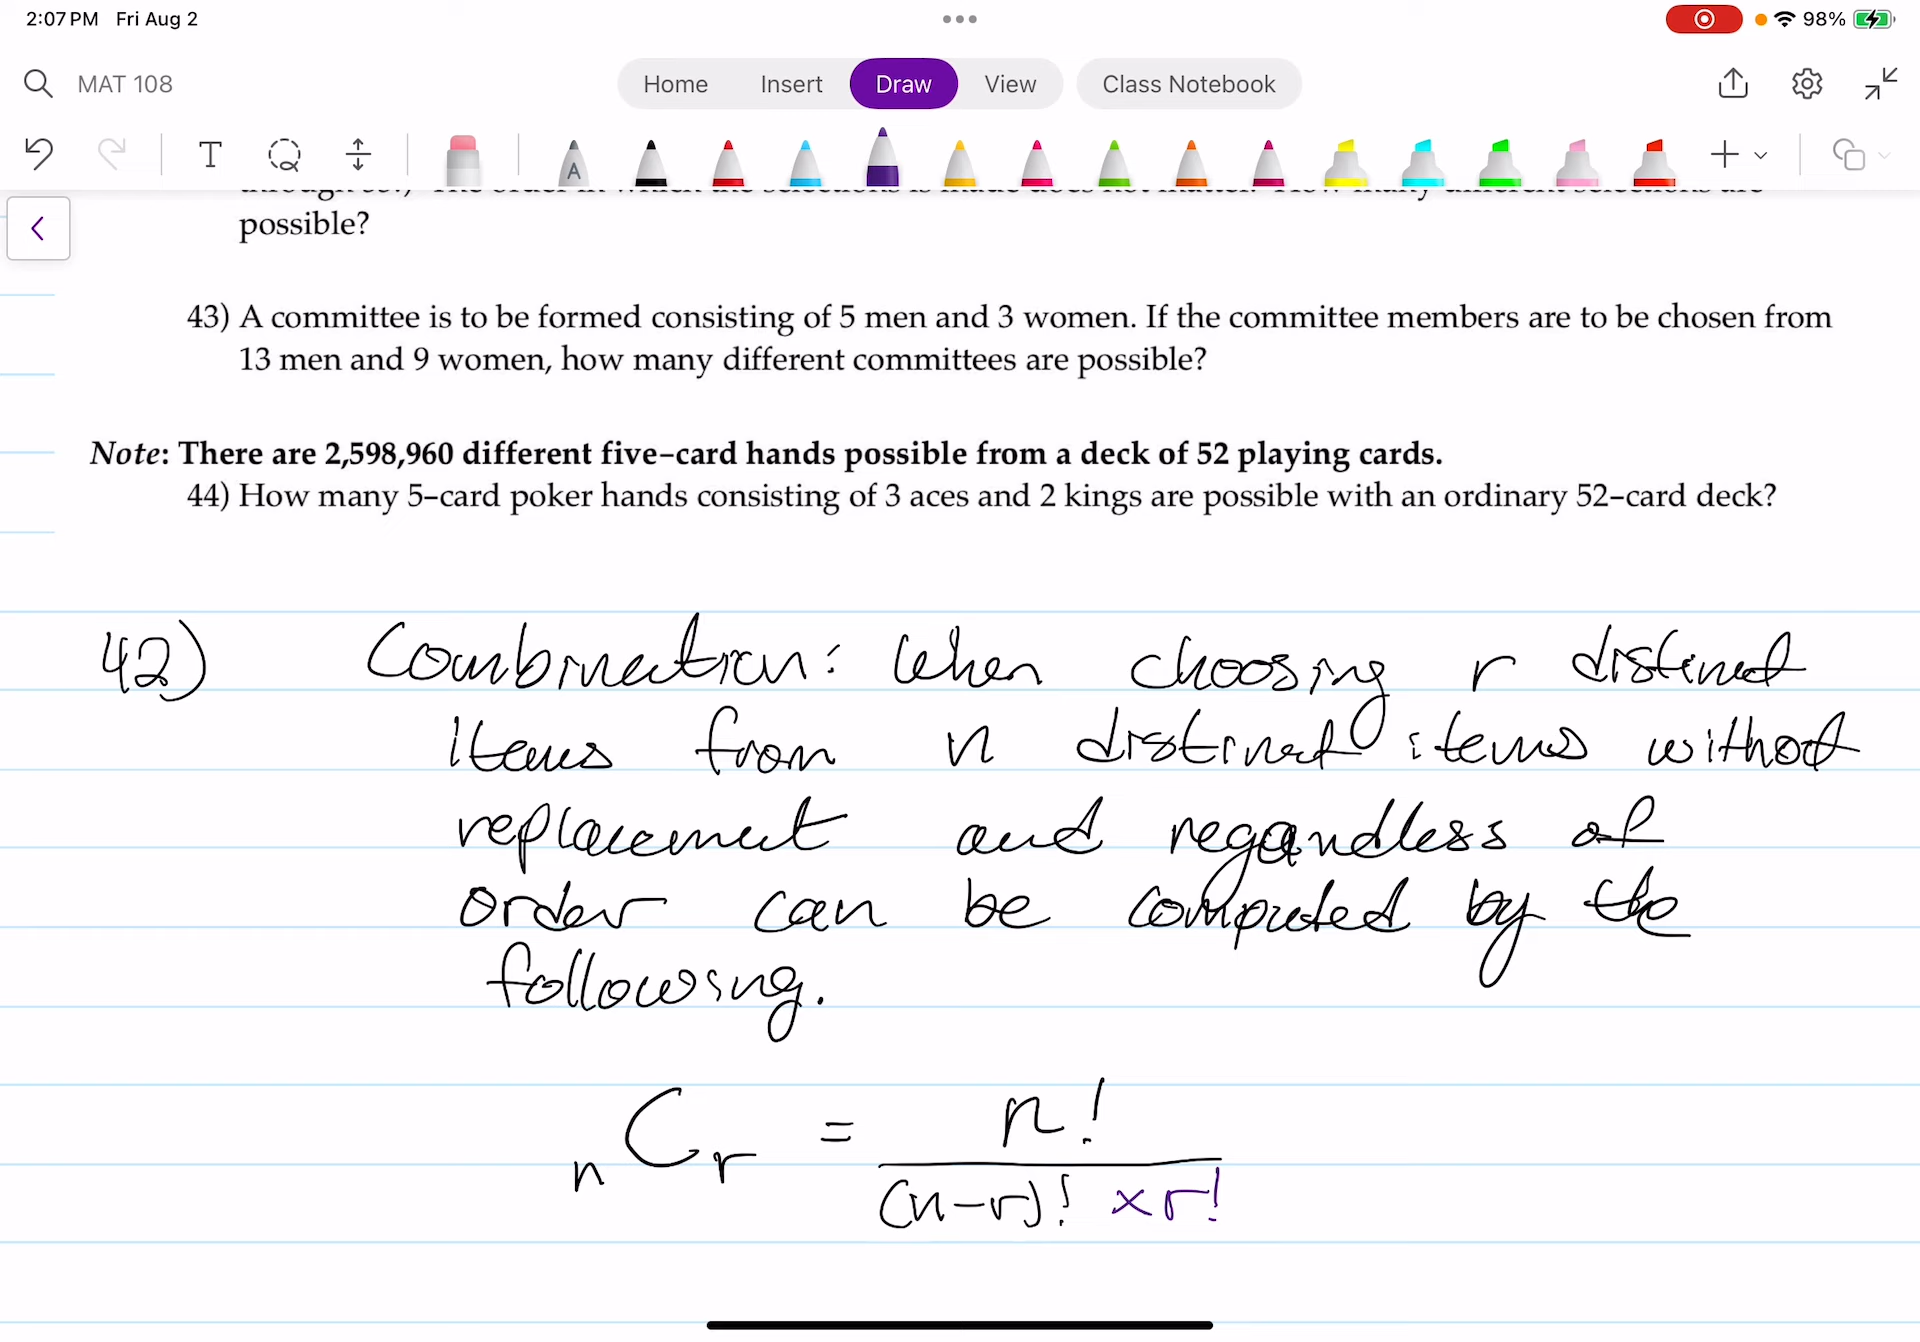 2:07 PM Fri Aug 2
98%
MAT 108
Home Insert Draw View Class Notebook
T A
possible?
43) A committee is to be formed consisting of 5 men and 3 women. If the committee members are to be chosen from
13 men and 9 women, how many different committees are possible?
Note: There are 2,598,960 different five-card hands possible from a deck of 52 playing cards.
44) How many 5-card poker hands consisting of 3 aces and 2 kings are possible with an ordinary 52-card deck?
42) Combination: When choosing r distinct
items from n distinct items without
replacement and regardless of
order can be computed by the
following.
nCr = n!
(n-r)! × r!